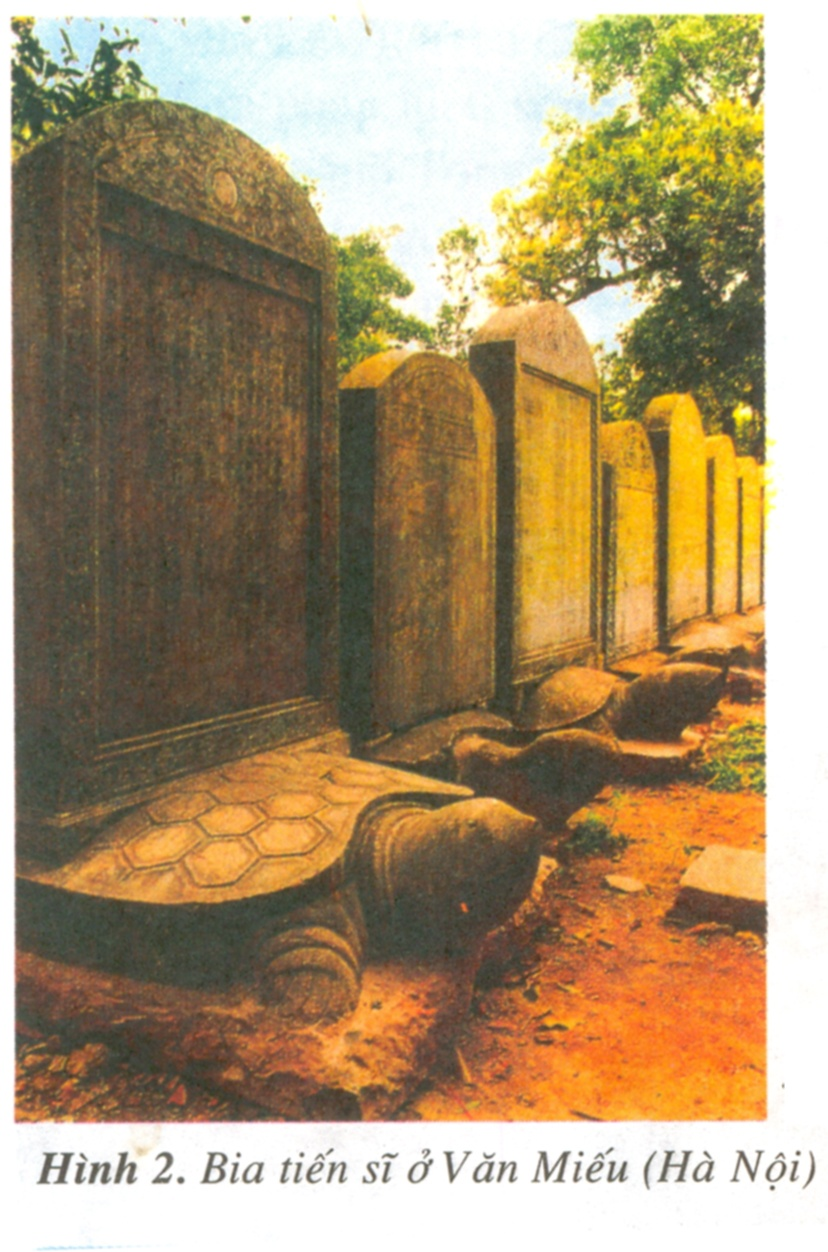 Hình 2. Bia tiến sĩ ở Văn Miếu (Hà Nội)